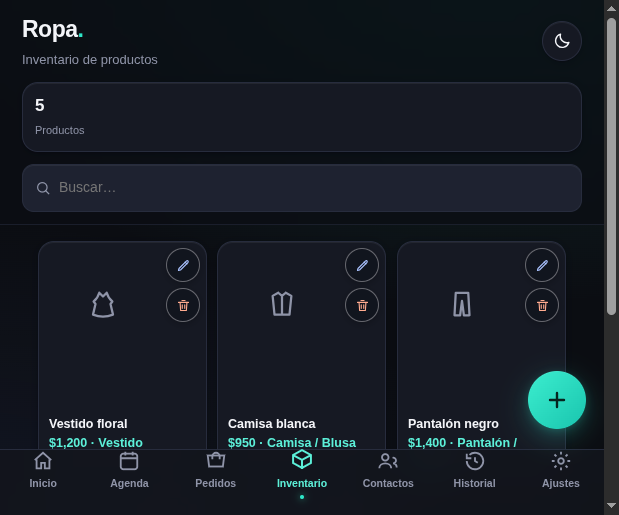 Ropa.
Inventario de productos
5
Productos
Buscar…
Vestido floral
$1,200 · Vestido
Camisa blanca
$950 · Camisa / Blusa
Pantalón negro
$1,400 · Pantalón /
Inicio
Agenda
Pedidos
Inventario
Contactos
Historial
Ajustes